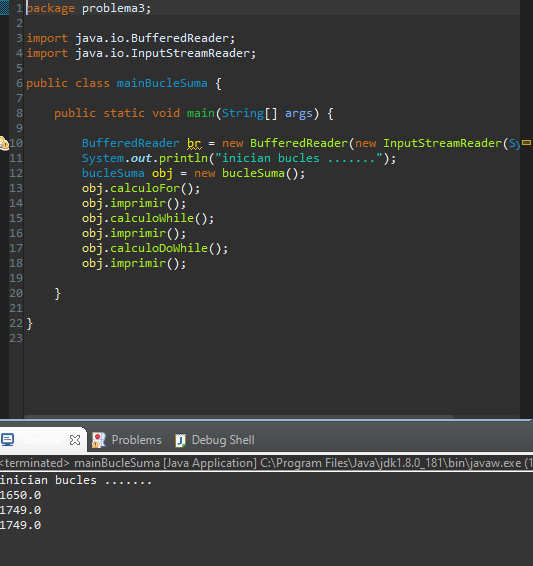 1 package problema3;
2
3 import java.io.BufferedReader;
4 import java.io.InputStreamReader;
5
6 public class mainBucleSuma {
7
8 public static void main(String[] args) {
9
10 BufferedReader br = new BufferedReader(new InputStreamReader(Sy
11 System.out.println("inician bucles .......");
12 bucleSuma obj = new bucleSuma();
13 obj.calculoFor();
14 obj.imprimir();
15 obj.calculoWhile();
16 obj.imprimir();
17 obj.calculoDoWhile();
18 obj.imprimir();
19
20 }
21
22 }
23
Console Problems Debug Shell
<terminated> mainBucleSuma [Java Application] C:\Program Files\Java\jdk1.8.0_181\bin\javaw.exe (1
inician bucles .......
1650.0
1749.0
1749.0